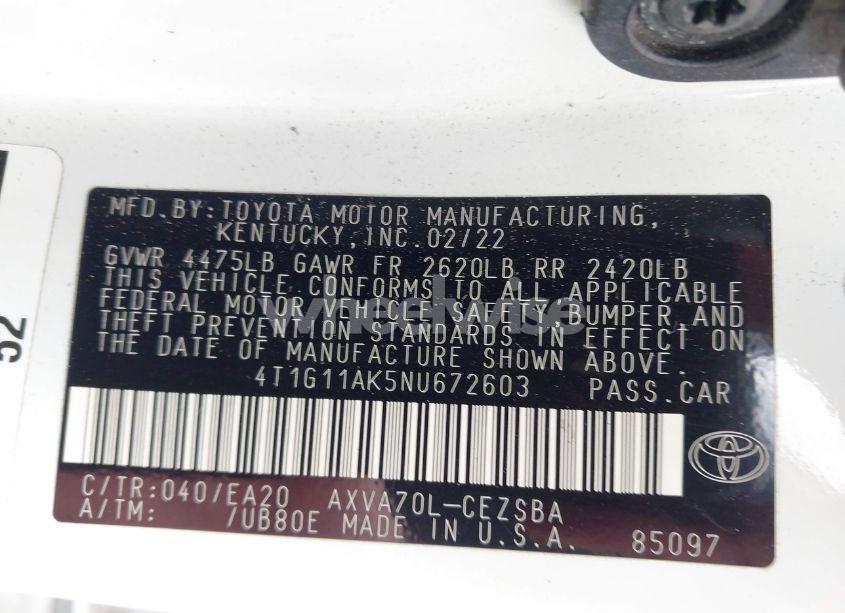 MFD.BY:TOYOTA MOTOR MANUFACTURING,
KENTUCKY,INC.02/22
GVWR 4475LB GAWR FR 2620LB RR 2420LB
THIS VEHICLE CONFORMS TO ALL APPLICABLE
FEDERAL MOTOR VEHICLE SAFETY,BUMPER,AND
THEFT PREVENTION STANDARDS IN EFFECT ON
THE DATE OF MANUFACTURE SHOWN ABOVE.
4T1G11AK5NU672603 PASS.CAR
C/TR:040/EA20 AXVA70L-CEZSBA
A/TM: /UB80E MADE IN U.S.A. 85097
52
wheelwise